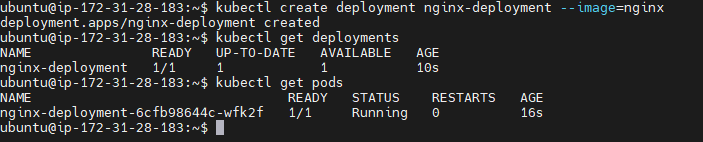 ubuntu@ip-172-31-28-183:~$ kubectl create deployment nginx-deployment --image=nginx
deployment.apps/nginx-deployment created
ubuntu@ip-172-31-28-183:~$ kubectl get deployments
NAME READY UP-TO-DATE AVAILABLE AGE
nginx-deployment 1/1 1 1 10s
ubuntu@ip-172-31-28-183:~$ kubectl get pods
NAME READY STATUS RESTARTS AGE
nginx-deployment-6cfb98644c-wfk2f 1/1 Running 0 16s
ubuntu@ip-172-31-28-183:~$